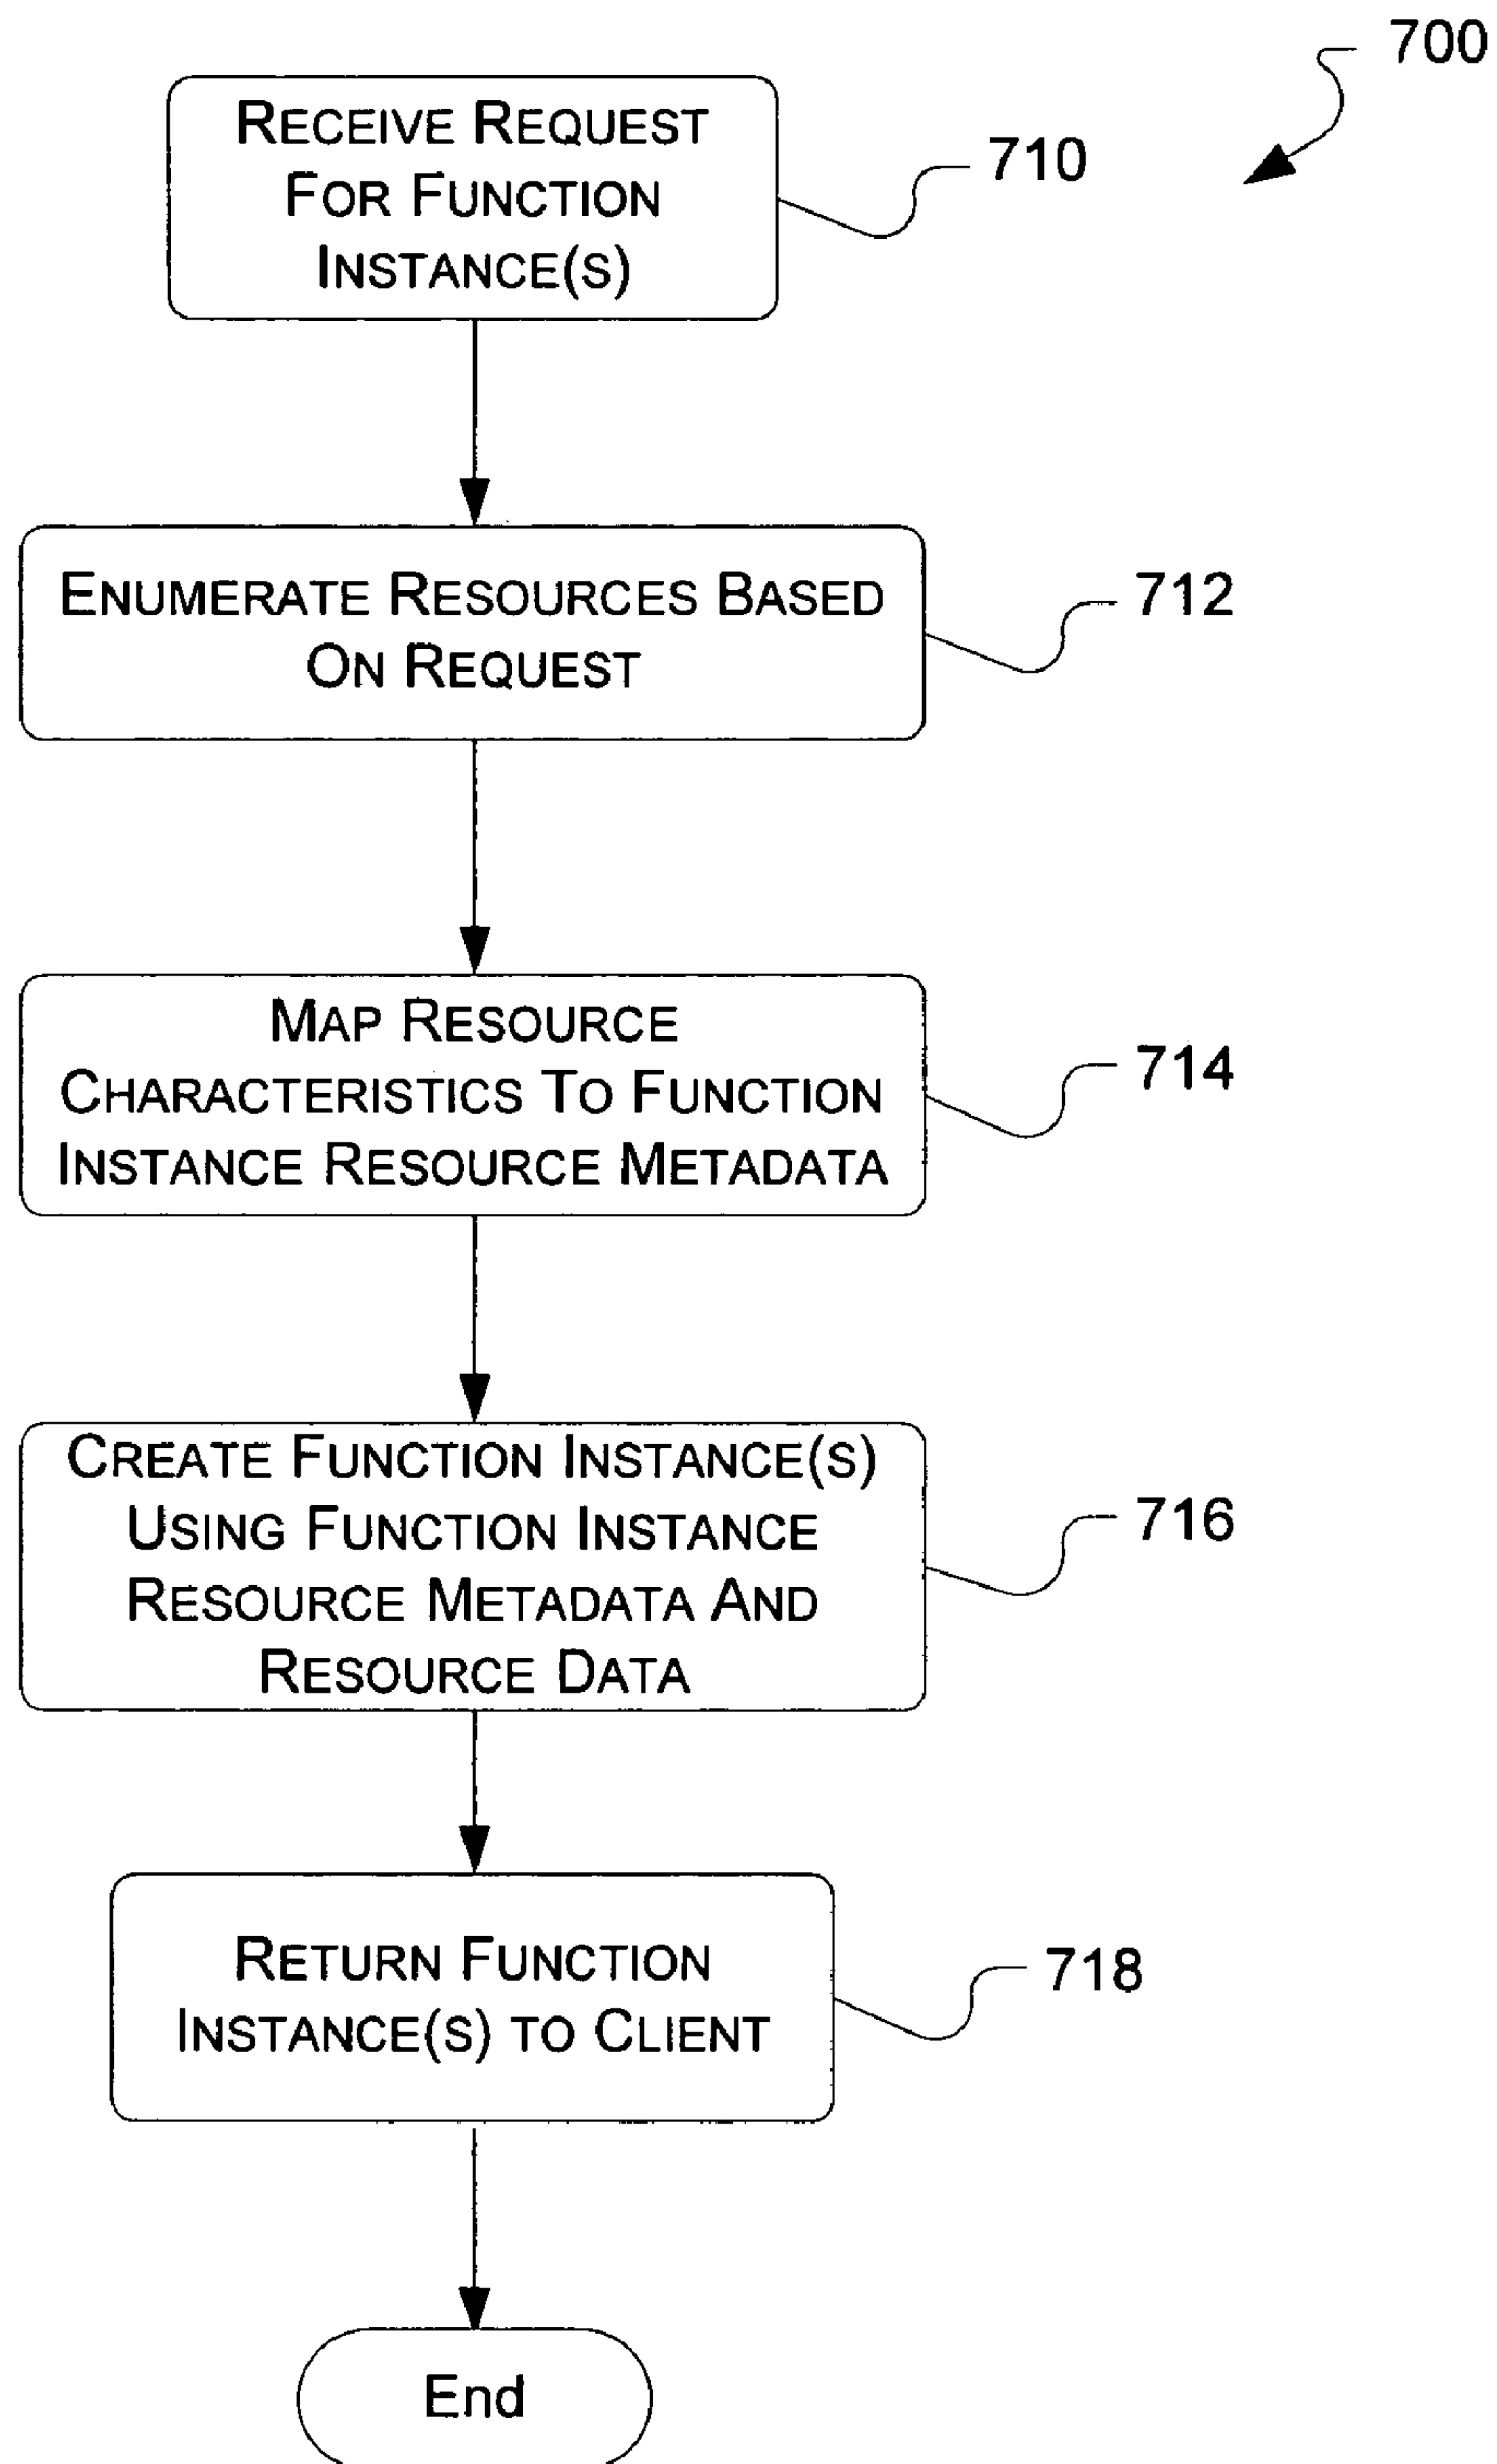 700
RECEIVE REQUEST
FOR FUNCTION
INSTANCE(S)
710
ENUMERATE RESOURCES BASED
ON REQUEST
712
MAP RESOURCE
CHARACTERISTICS TO FUNCTION
INSTANCE RESOURCE METADATA
714
CREATE FUNCTION INSTANCE(S)
USING FUNCTION INSTANCE
RESOURCE METADATA AND
RESOURCE DATA
716
RETURN FUNCTION
INSTANCE(S) TO CLIENT
718
End